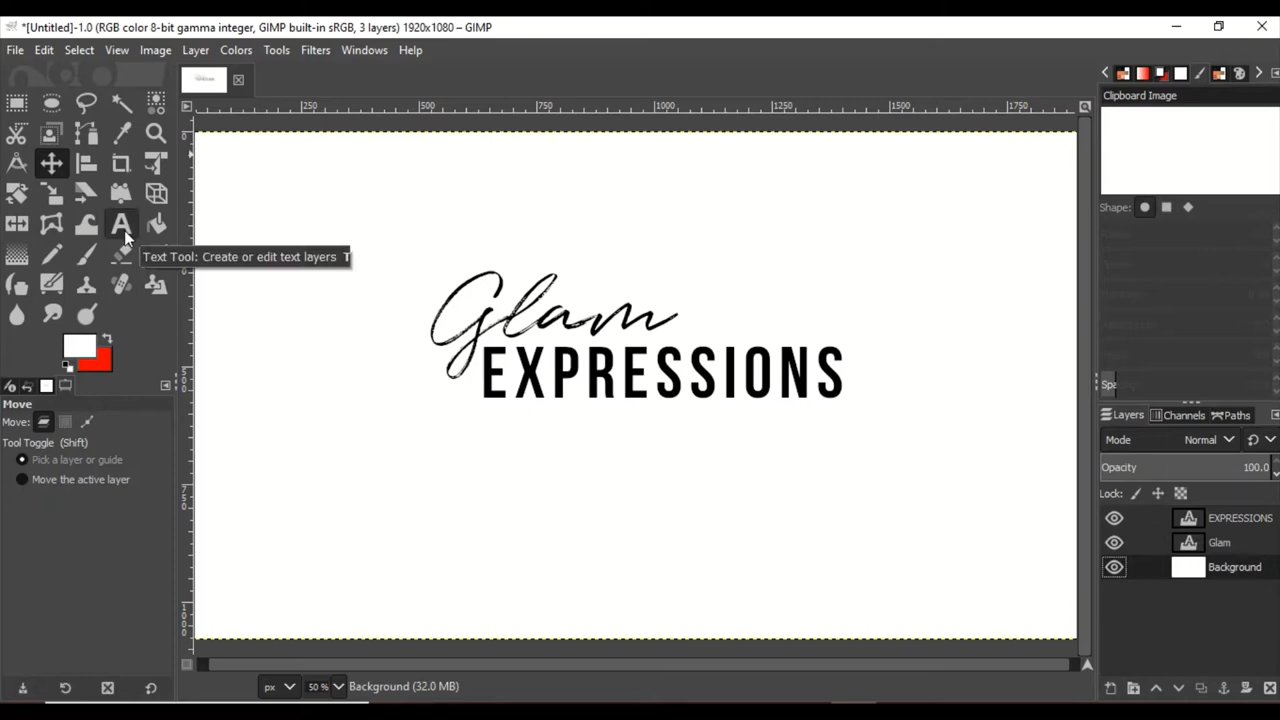 *[Untitled]-1.0 (RGB color 8-bit gamma integer, GIMP built-in sRGB, 3 layers) 1920x1080 – GIMP
File Edit Select View Image Layer Colors Tools Filters Windows Help
Clipboard Image
250 500 750 1000 1250 1500 1750
Shape:
Text Tool: Create or edit text layers T
Glam
EXPRESSIONS
Move
Move:
Tool Toggle (Shift)
Pick a layer or guide
Move the active layer
Layers Channels Paths
Mode Normal
Opacity 100.0
Lock:
EXPRESSIONS
Glam
Background
px 50 % Background (32.0 MB)